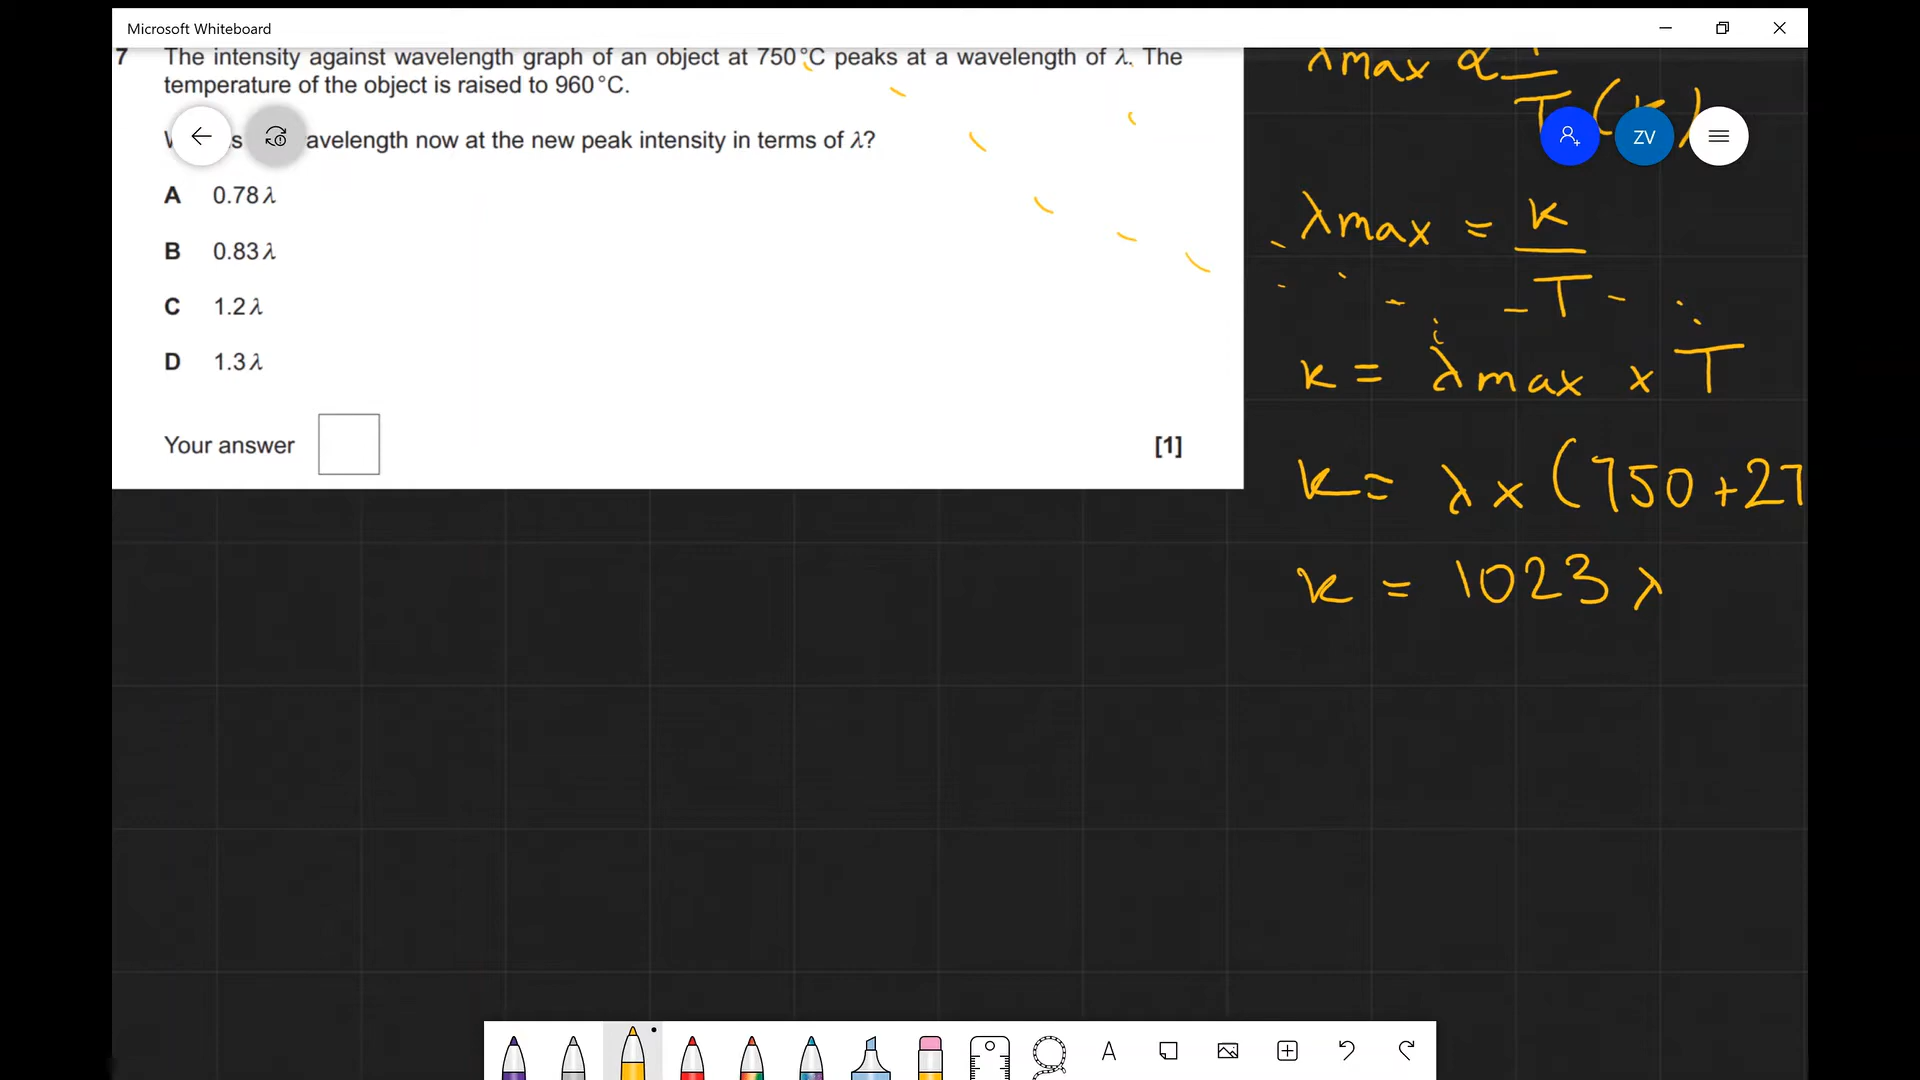 Microsoft Whiteboard
7 The intensity against wavelength graph of an object at 750 °C peaks at a wavelength of λ. The
temperature of the object is raised to 960 °C.
avelength now at the new peak intensity in terms of λ?
A 0.78 λ
B 0.83 λ
C 1.2 λ
D 1.3 λ
Your answer [1]
λmax ∝ 1/T (K)
ZV
λmax = k/T
k = λmax x T
k = λ x (750 + 27
k = 1023 λ
A